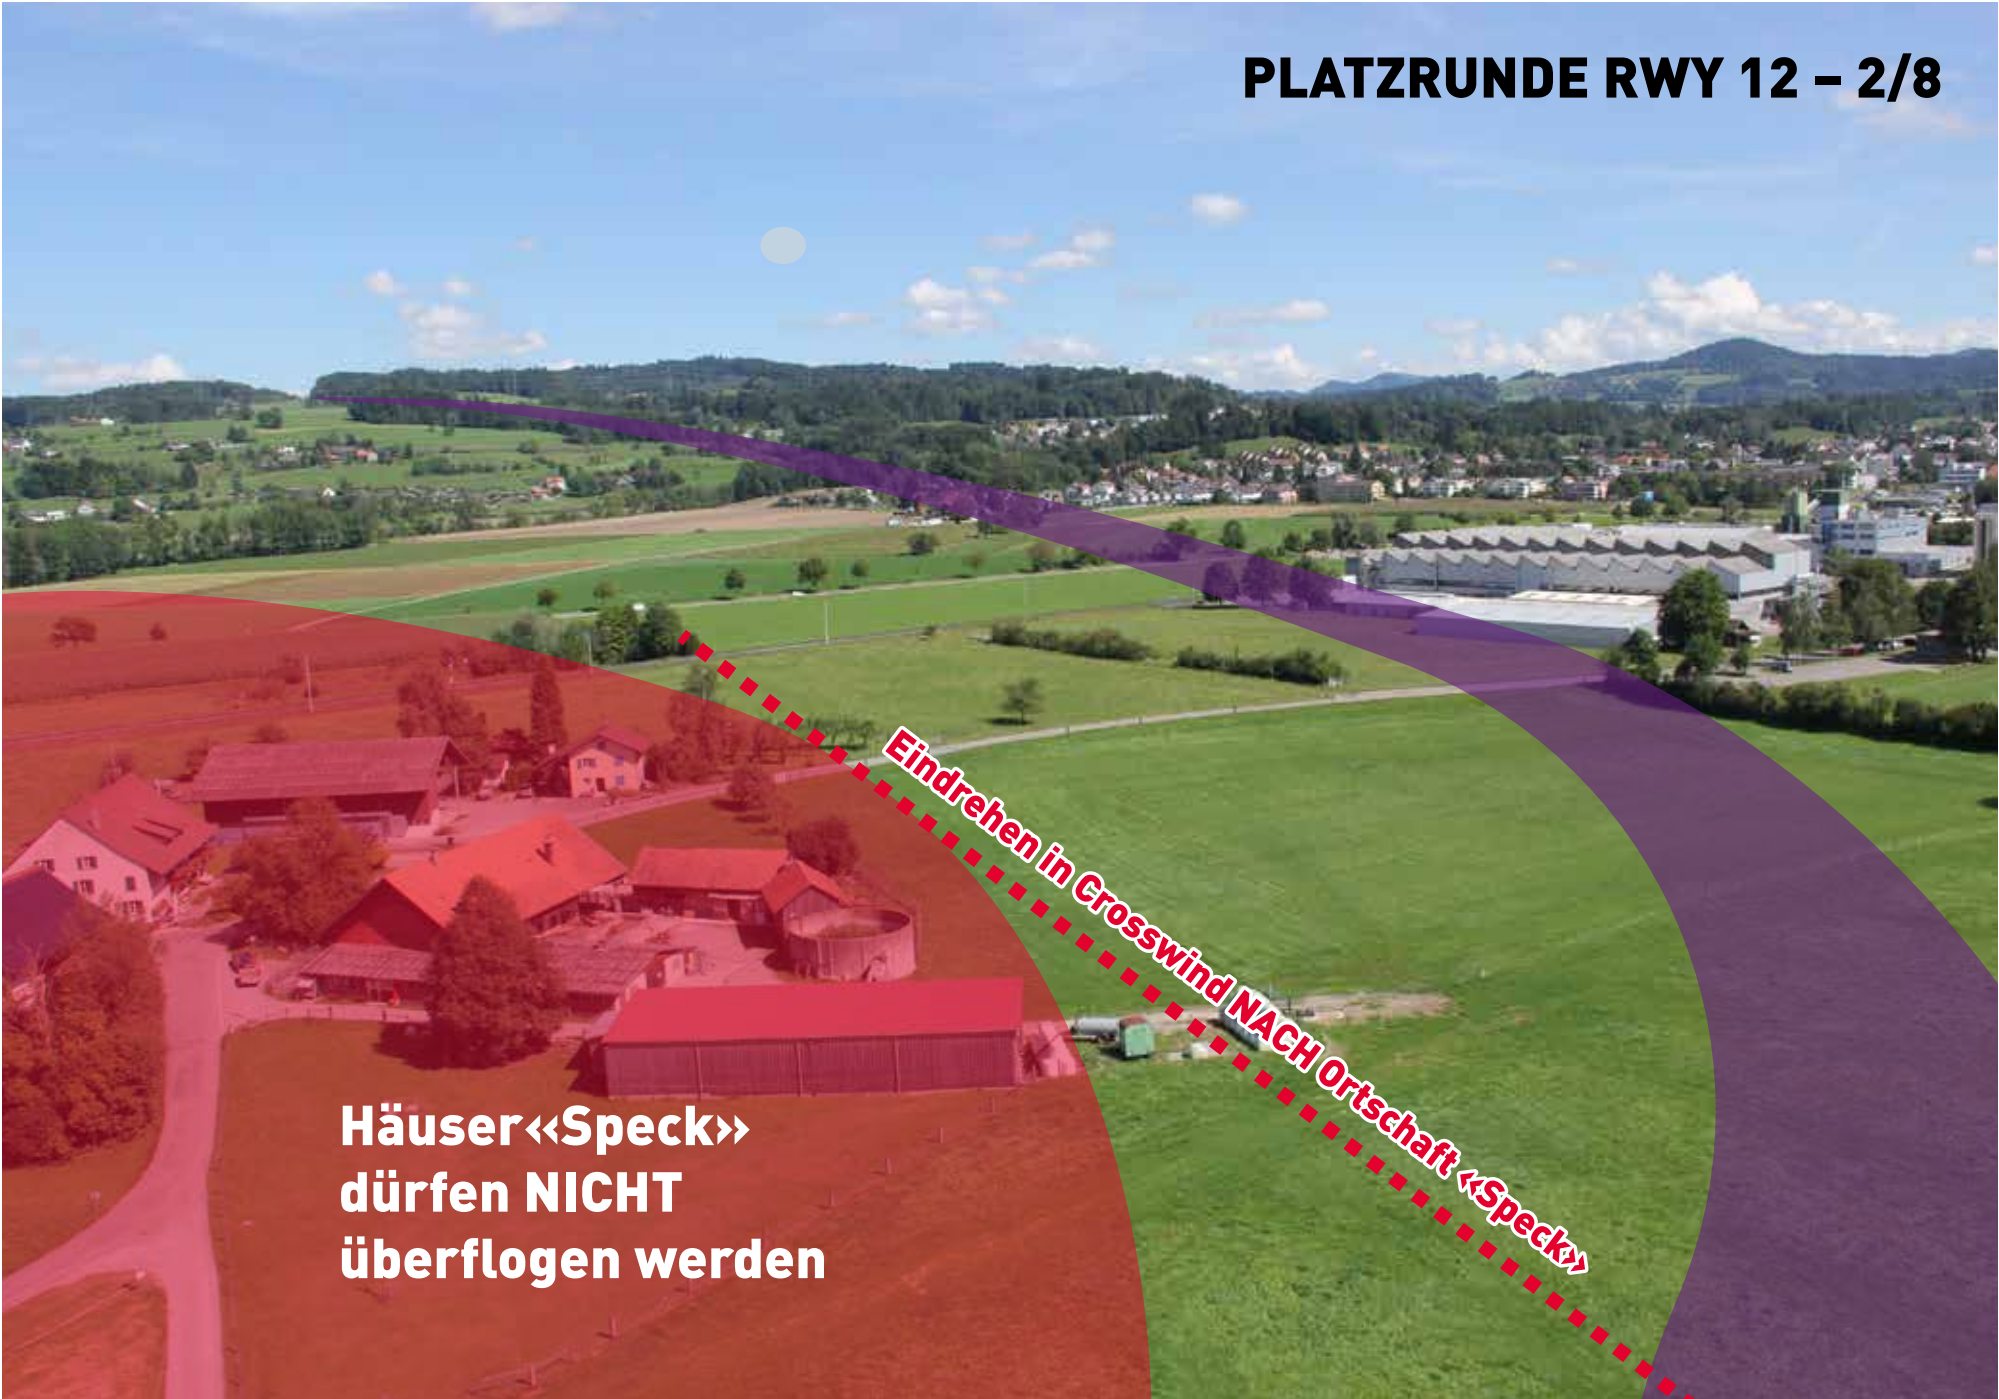 PLATZRUNDE RWY 12 – 2/8
Eindrehen in Crosswind NACH Ortschaft «Speck»
Häuser«Speck»
dürfen NICHT
überflogen werden